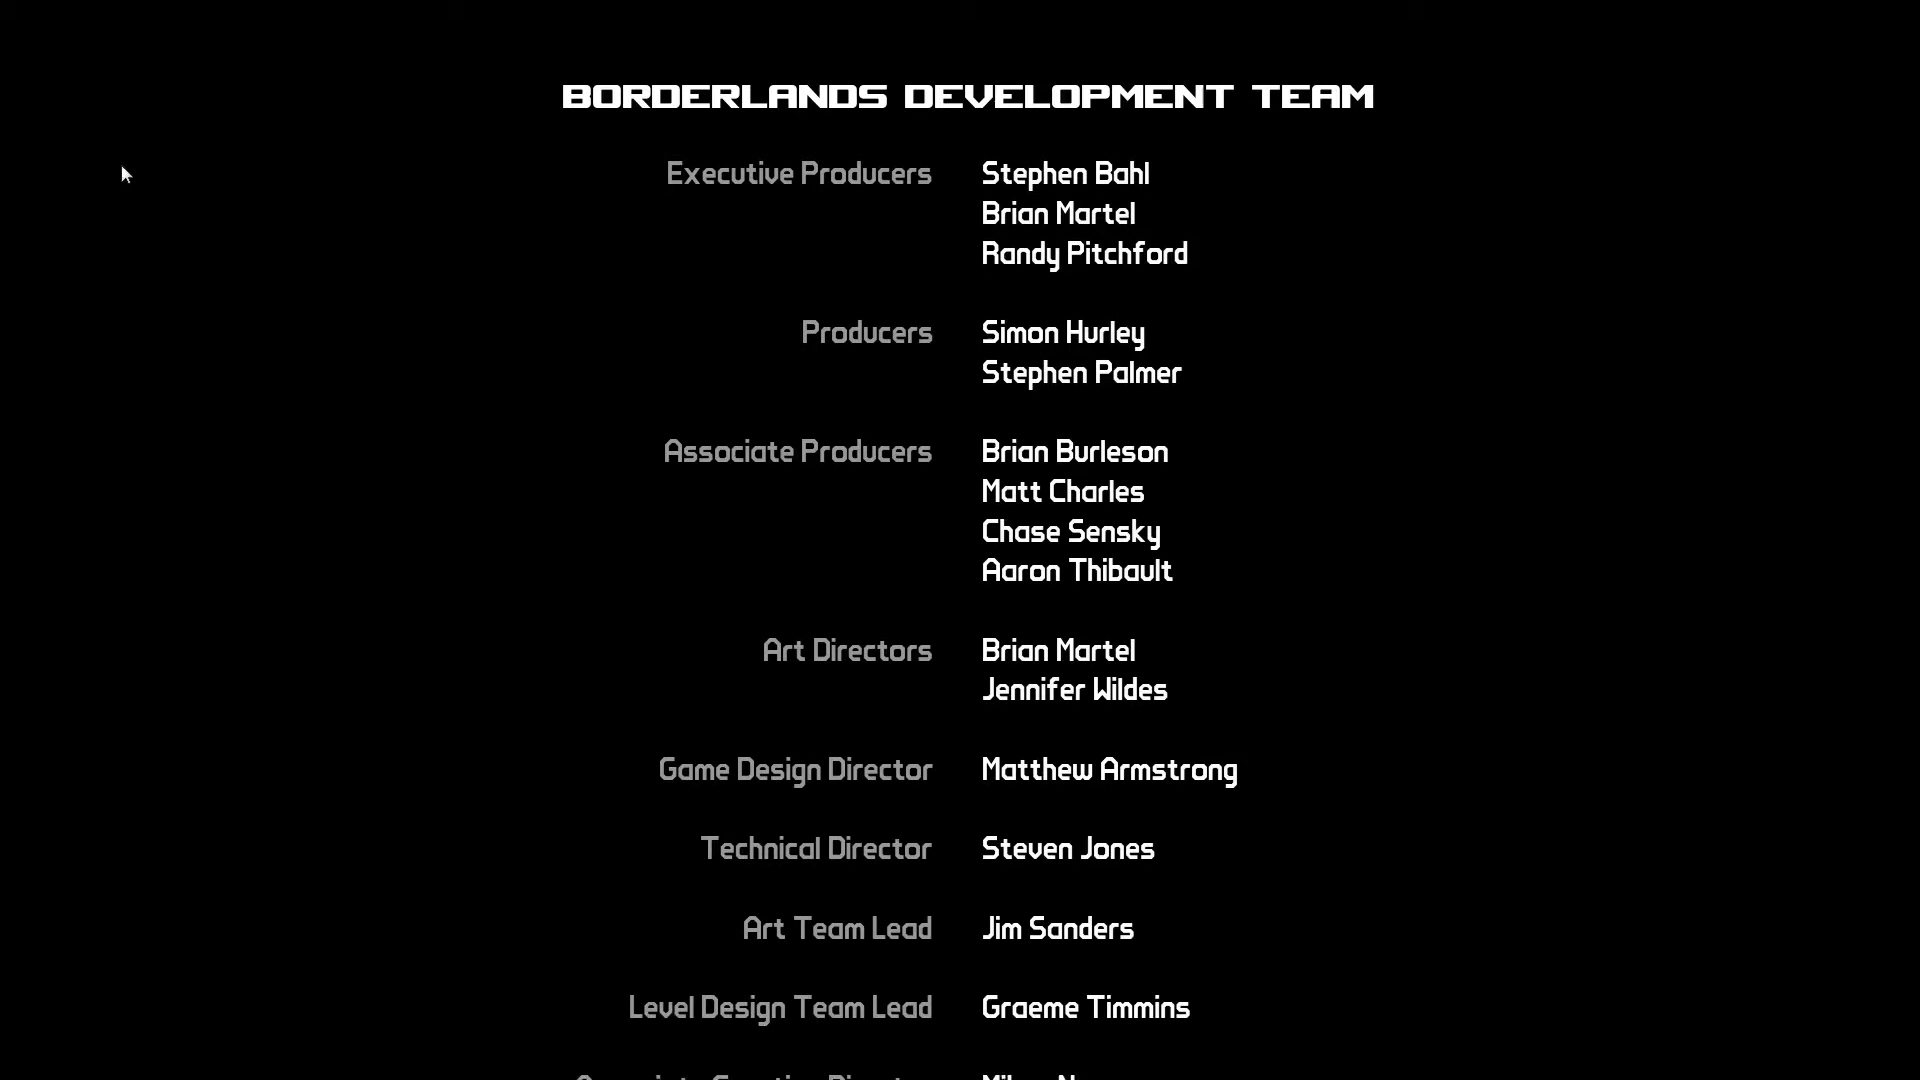 BORDERLANDS DEVELOPMENT TEAM
Executive Producers Stephen Bahl
Brian Martel
Randy Pitchford
Producers Simon Hurley
Stephen Palmer
Associate Producers Brian Burleson
Matt Charles
Chase Sensky
Aaron Thibault
Art Directors Brian Martel
Jennifer Wildes
Game Design Director Matthew Armstrong
Technical Director Steven Jones
Art Team Lead Jim Sanders
Level Design Team Lead Graeme Timmins